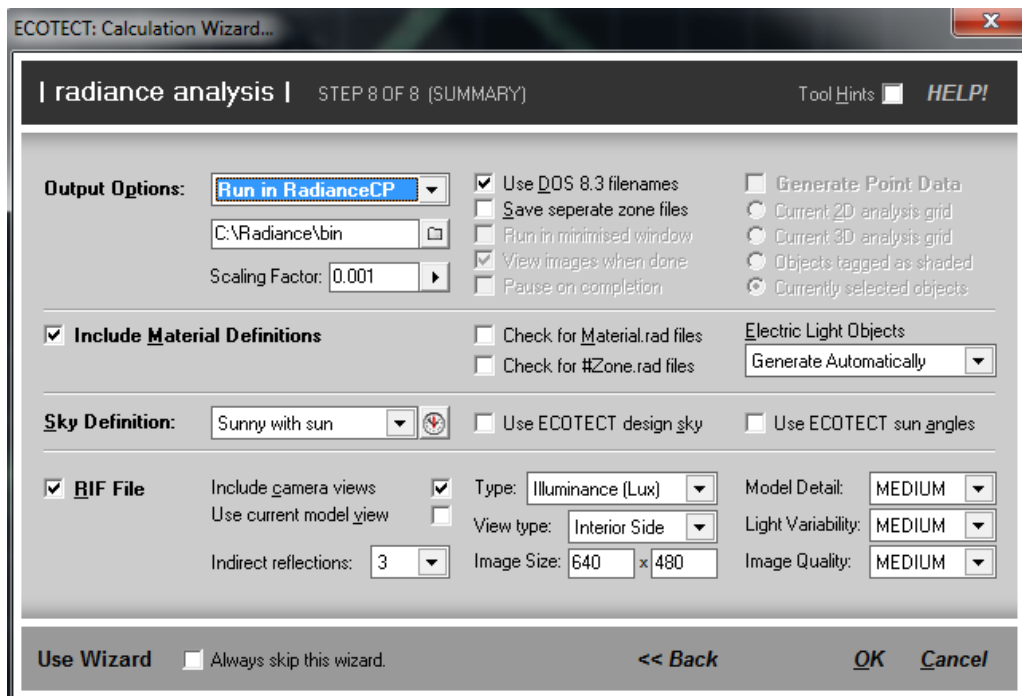 ECOTECT: Calculation Wizard...
| radiance analysis | STEP 8 OF 8 (SUMMARY) Tool Hints HELP!
Output Options: Run in RadianceCP Use DOS 8.3 filenames Generate Point Data
Save seperate zone files Current 2D analysis grid
C:\Radiance\bin Run in minimised window Current 3D analysis grid
View images when done Objects tagged as shaded
Scaling Factor: 0.001 Pause on completion Currently selected objects
Include Material Definitions Check for Material.rad files Electric Light Objects
Check for #Zone.rad files Generate Automatically
Sky Definition: Sunny with sun Use ECOTECT design sky Use ECOTECT sun angles
RIF File Include camera views Type: Illuminance (Lux) Model Detail: MEDIUM
Use current model view View type: Interior Side Light Variability: MEDIUM
Indirect reflections: 3 Image Size: 640 x 480 Image Quality: MEDIUM
Use Wizard Always skip this wizard. << Back OK Cancel